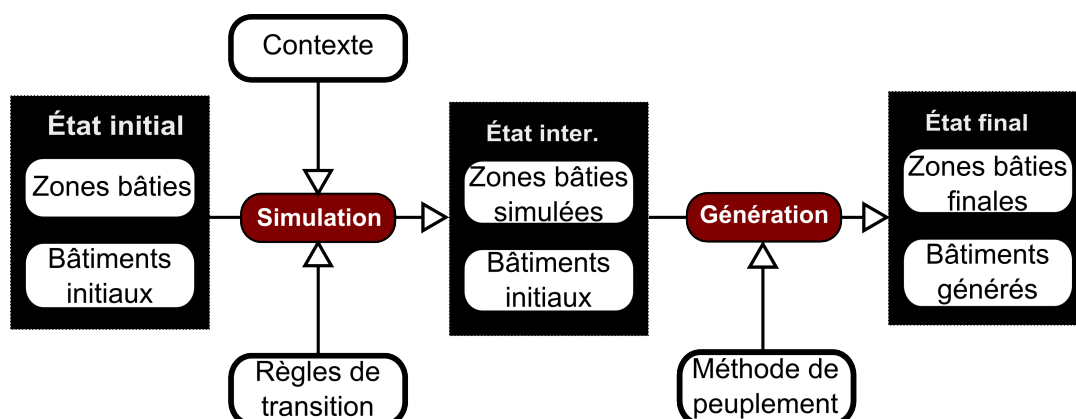 Contexte
État initial
Zones bâties
Bâtiments
initiaux
Simulation
Règles de
transition
État inter.
Zones bâties
simulées
Bâtiments
initiaux
Génération
Méthode de
peuplement
État final
Zones bâties
finales
Bâtiments
générés